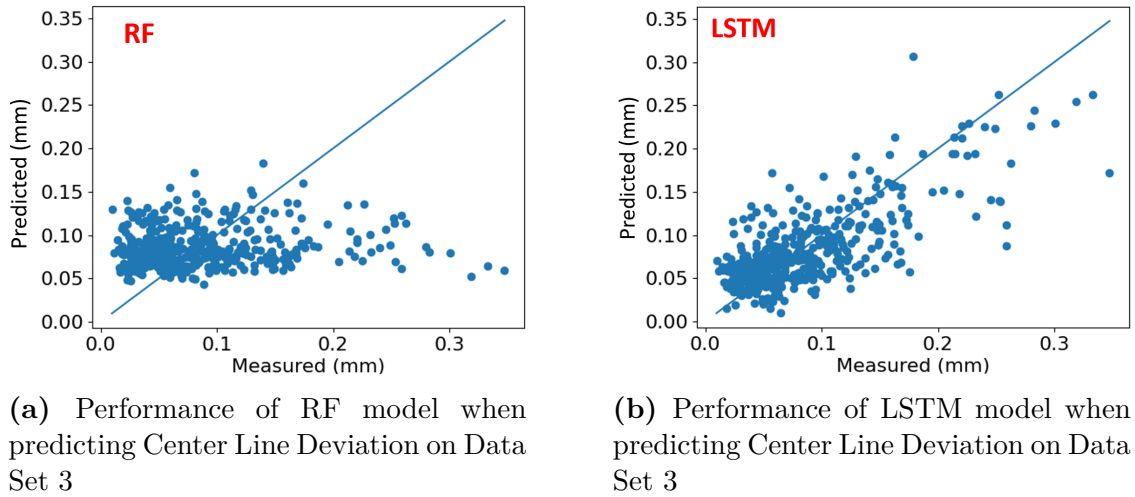 RF
0.35
0.30
0.25
0.20
0.15
0.10
0.05
0.00
Predicted (mm)
0.0
0.1
0.2
0.3
Measured (mm)
(a) Performance of RF model when
predicting Center Line Deviation on Data
Set 3
LSTM
0.35
0.30
0.25
0.20
0.15
0.10
0.05
0.00
Predicted (mm)
0.0
0.1
0.2
0.3
Measured (mm)
(b) Performance of LSTM model when
predicting Center Line Deviation on Data
Set 3